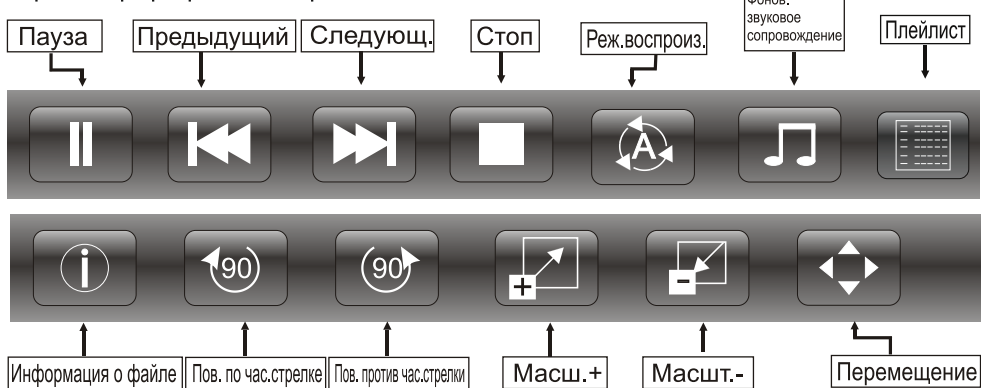 Фонов.
звуковое
сопровождение
Пауза
Предыдущий
Следующ.
Стоп
Реж.воспроиз.
Плейлист
A
i
90
90
+
-
Информация о файле
Пов. по час.стрелке
Пов. против час.стрелки
Масш.+
Масшт.-
Перемещение